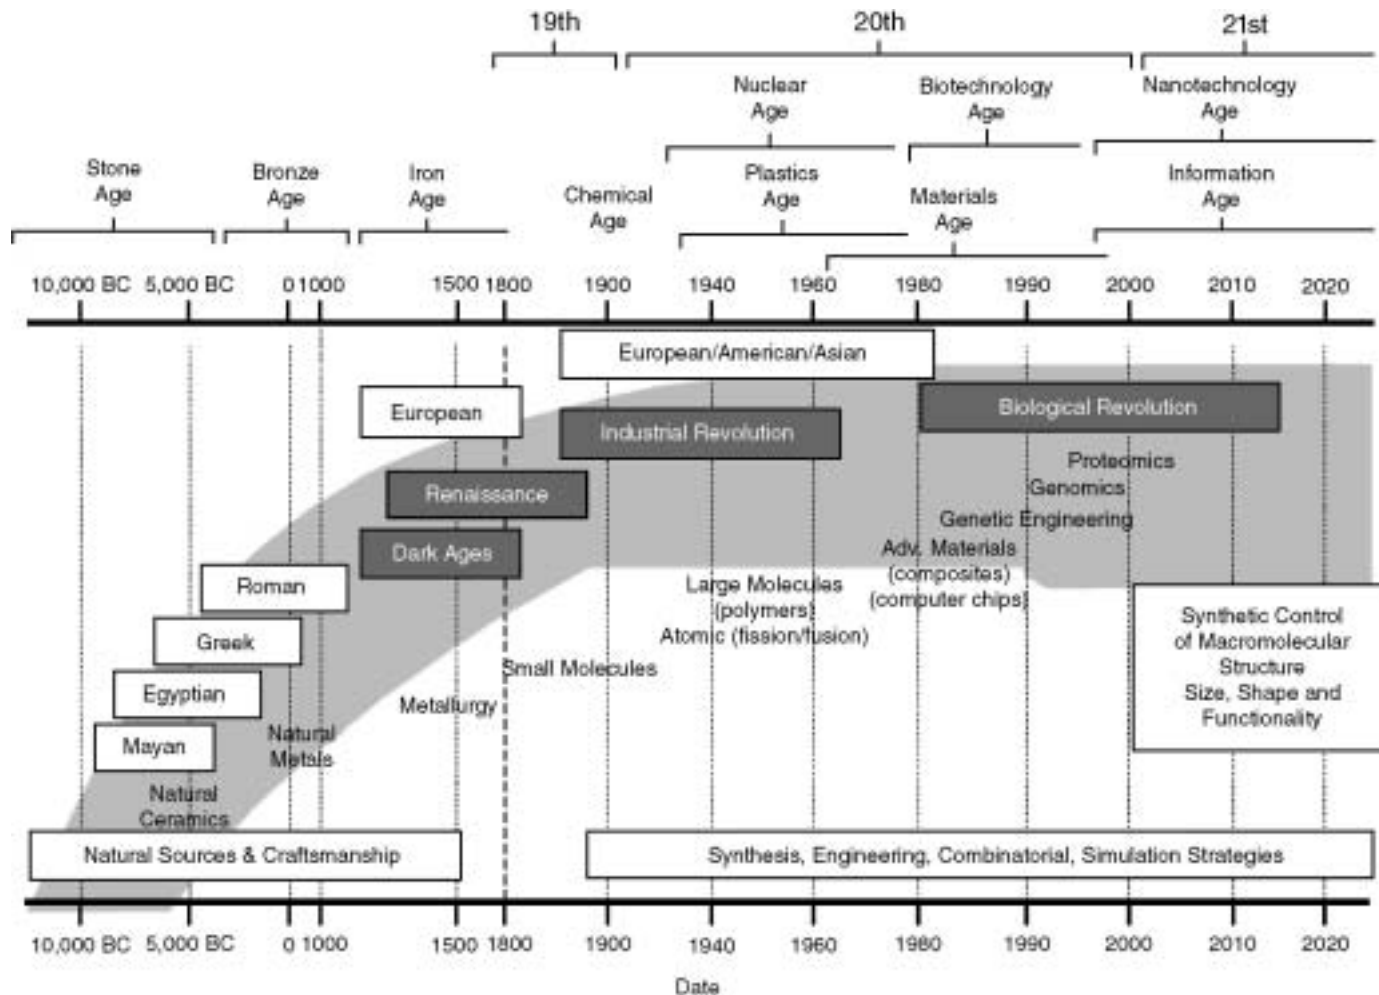 19th
20th
21st
Nuclear
Age
Biotechnology
Age
Nanotechnology
Age
Stone
Age
Bronze
Age
Iron
Age
Chemical
Age
Plastics
Age
Materials
Age
Information
Age
10,000 BC 5,000 BC 0 1000 1500 1800 1900 1940 1960 1980 1990 2000 2010 2020
European/American/Asian
European
Biological Revolution
Industrial Revolution
Renaissance
Dark Ages
Proteomics
Genomics
Genetic Engineering
Adv. Materials
(composites)
(computer chips)
Large Molecules
(polymers)
Atomic (fission/fusion)
Roman
Greek
Egyptian
Mayan
Small Molecules
Metallurgy
Natural
Metals
Natural
Ceramics
Synthetic Control
of Macromolecular
Structure
Size, Shape and
Functionality
Natural Sources & Craftsmanship
Synthesis, Engineering, Combinatorial, Simulation Strategies
10,000 BC 5,000 BC 0 1000 1500 1800 1900 1940 1960 1980 1990 2000 2010 2020
Date